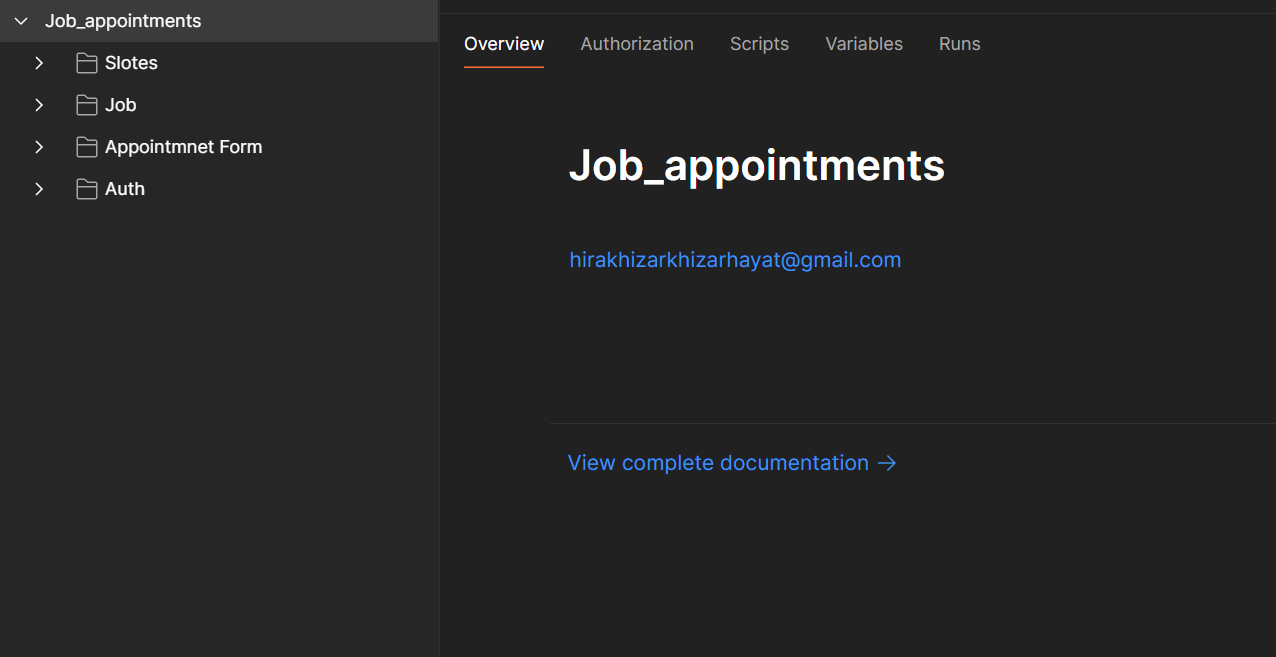 Job_appointments
Slotes
Job
Appointmnet Form
Auth
Overview Authorization Scripts Variables Runs
Job_appointments
hirakhizarkhizarhayat@gmail.com
View complete documentation →